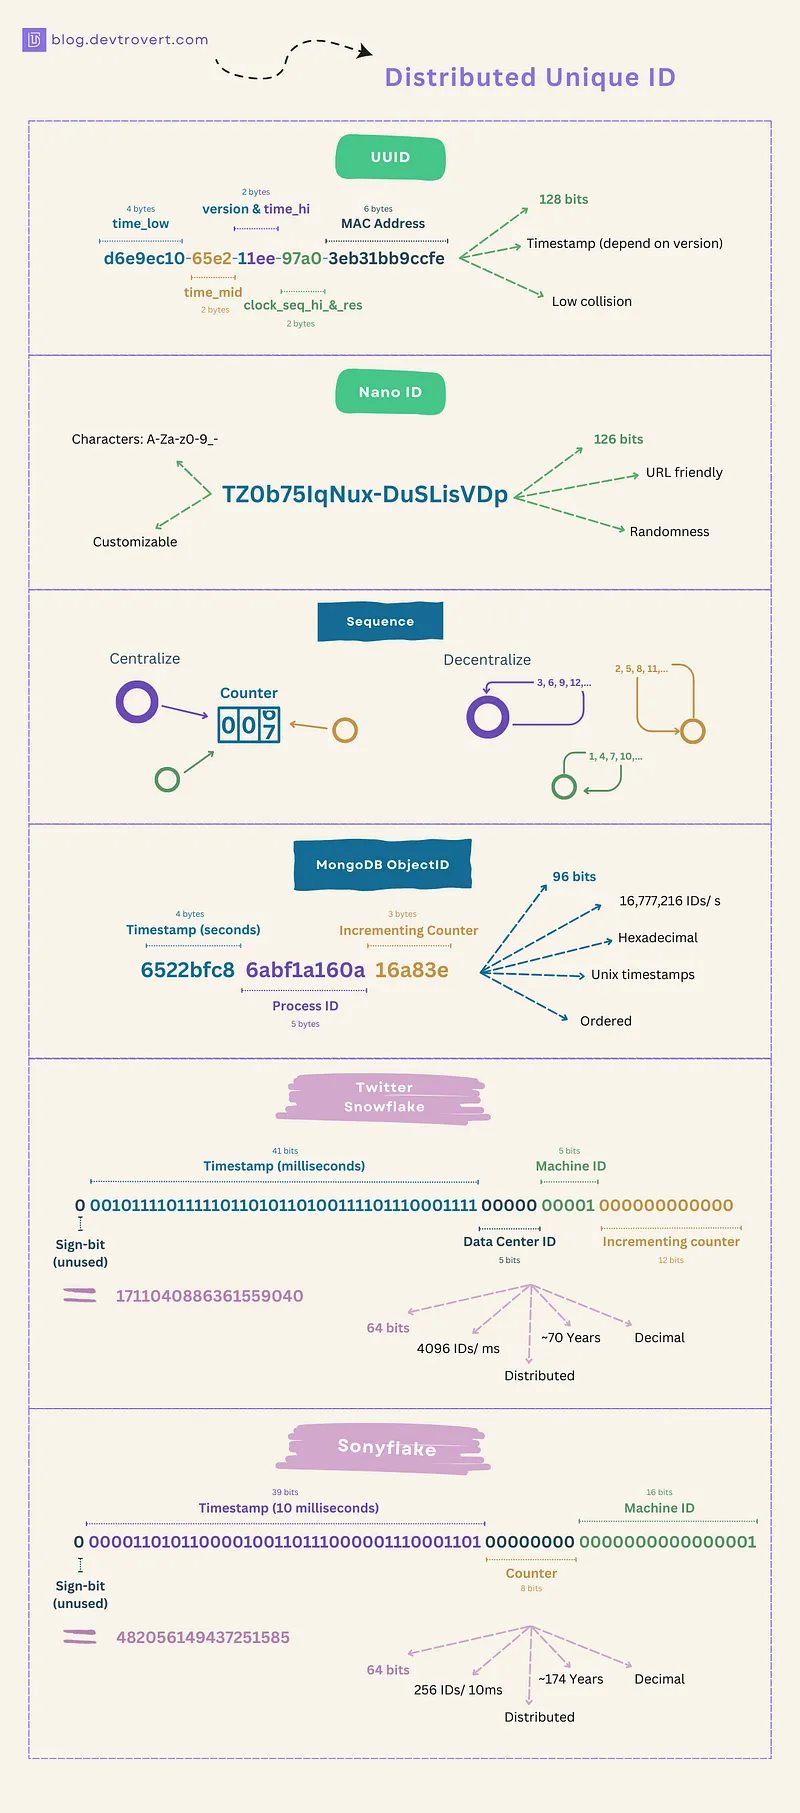 blog.devtrovert.com
Distributed Unique ID
UUID
2 bytes
4 bytes
version & time_hi
6 bytes
time_low
MAC Address
128 bits
d6e9ec10-65e2-11ee-97a0-3eb31bb9ccfe
Timestamp (depend on version)
time_mid
clock_seq_hi_&_res
2 bytes
2 bytes
Low collision
Nano ID
Characters: A-Za-z0-9_-
126 bits
URL friendly
TZ0b75IqNux-DuSLisVDp
Customizable
Randomness
Sequence
Centralize
Decentralize
Counter
007
3, 6, 9, 12,...
2, 5, 8, 11,...
1, 4, 7, 10,...
MongoDB ObjectID
96 bits
16,777,216 IDs/ s
4 bytes
3 bytes
Timestamp (seconds)
Incrementing Counter
Hexadecimal
6522bfc8 6abf1a160a 16a83e
Unix timestamps
Process ID
5 bytes
Ordered
Twitter
Snowflake
41 bits
5 bits
Timestamp (milliseconds)
Machine ID
0 00101111011111011010110100111101110001111 00000 00001 000000000000
Sign-bit
(unused)
Data Center ID
Incrementing counter
5 bits
12 bits
= 1711040886361559040
64 bits
4096 IDs/ ms
Distributed
~70 Years
Decimal
Sonyflake
39 bits
16 bits
Timestamp (10 milliseconds)
Machine ID
0 000011010110000100110111000001110001101 00000000 0000000000000001
Sign-bit
(unused)
Counter
8 bits
= 482056149437251585
64 bits
256 IDs/ 10ms
Distributed
~174 Years
Decimal